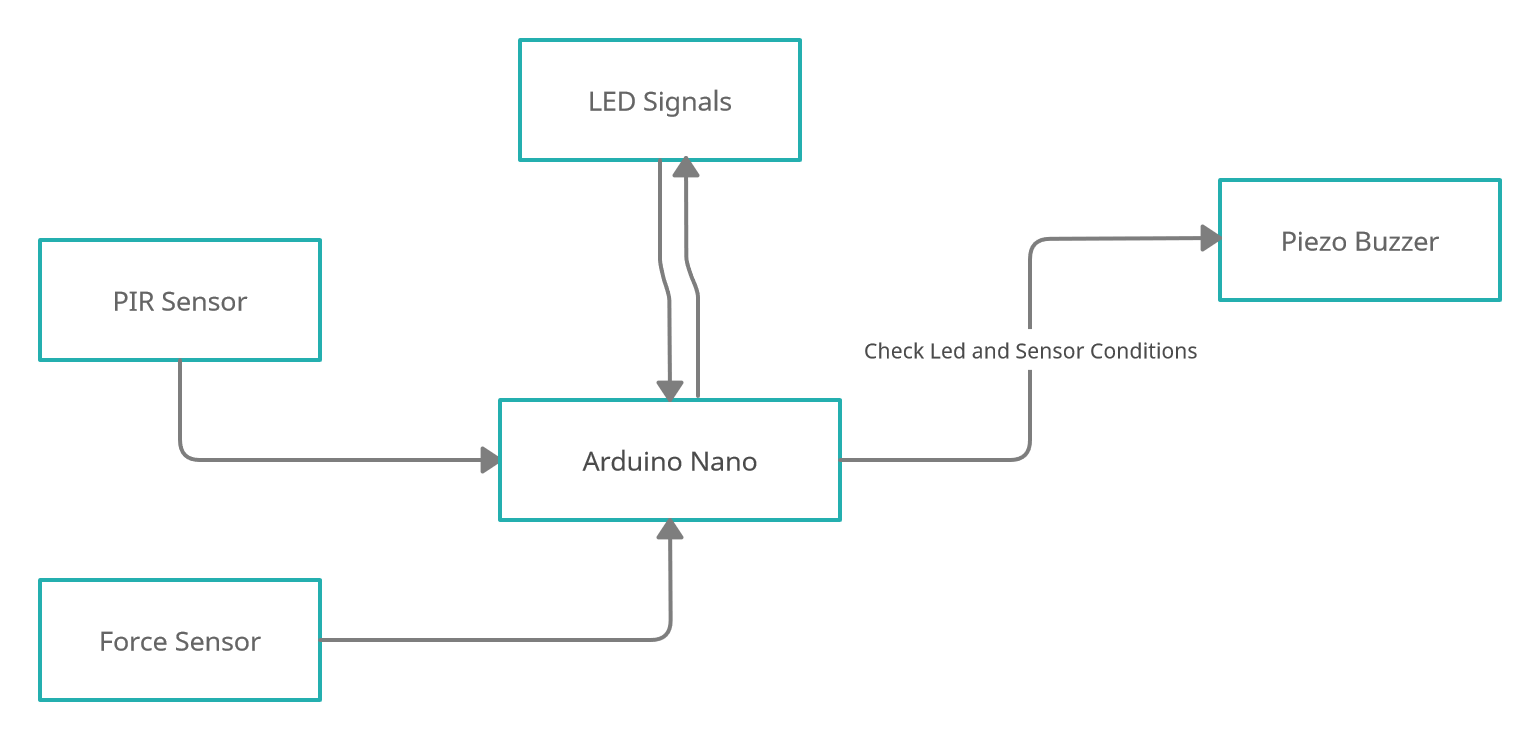 LED Signals
Piezo Buzzer
PIR Sensor
Check Led and Sensor Conditions
Arduino Nano
Force Sensor